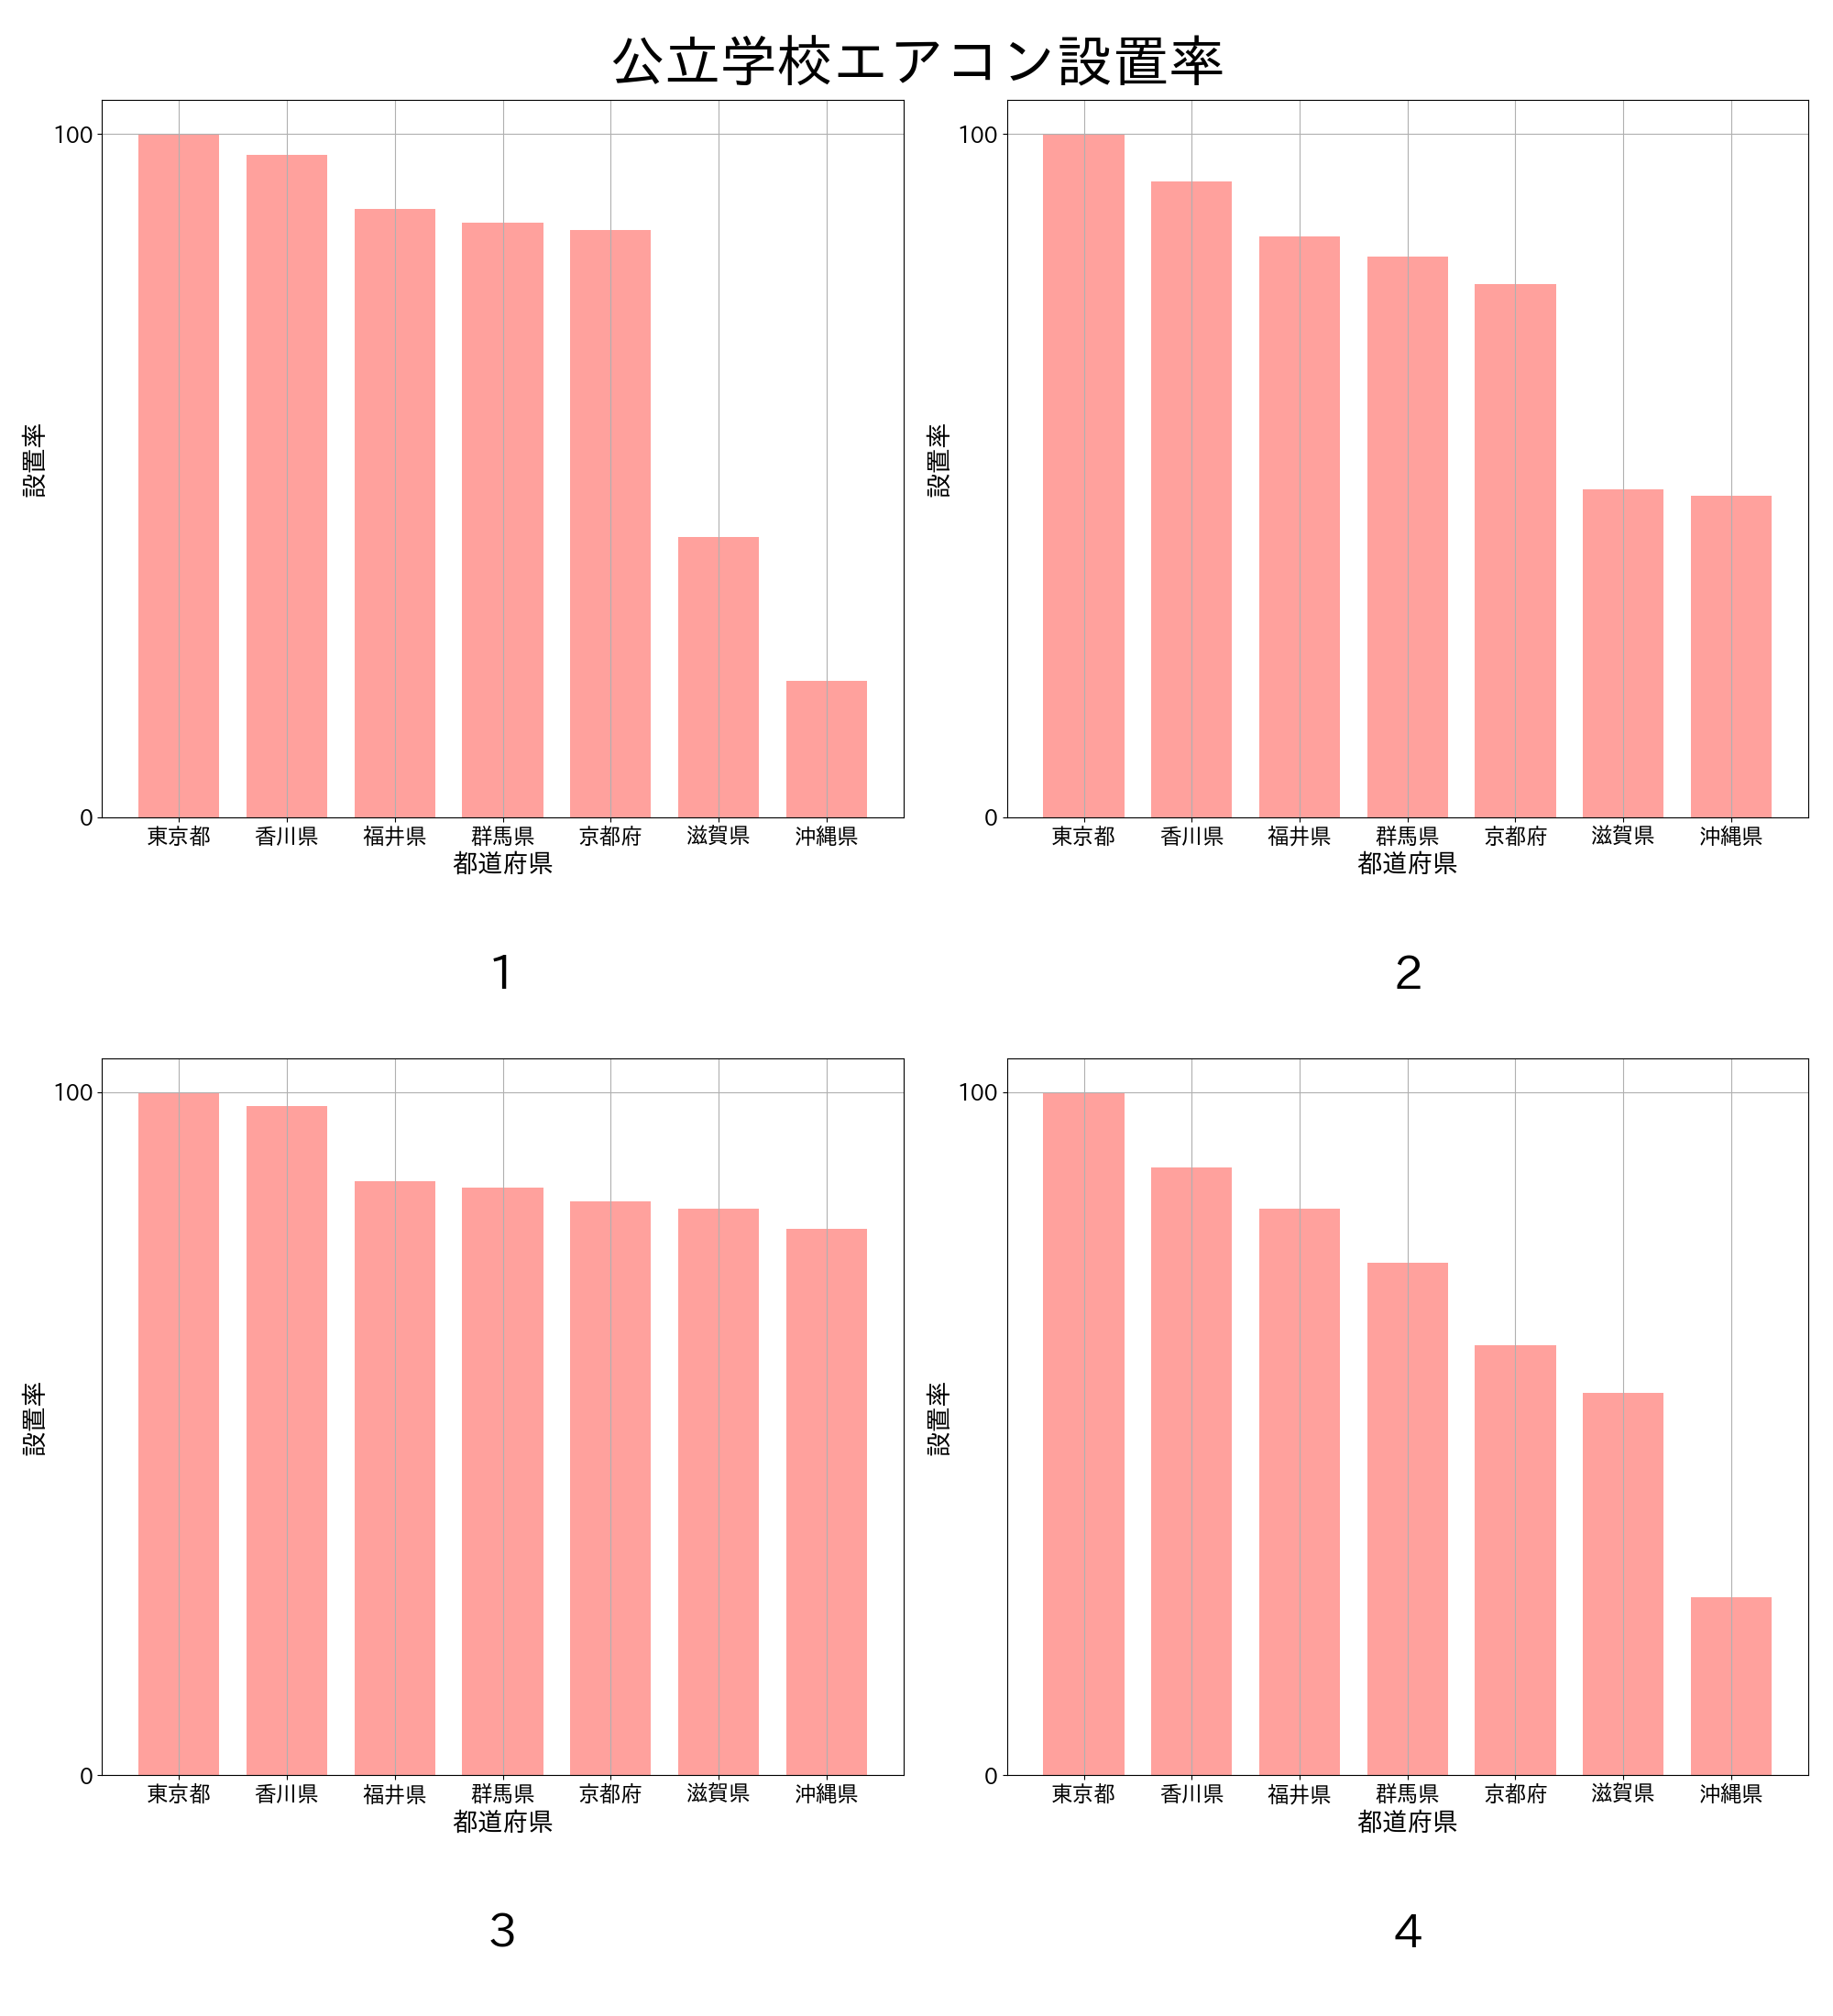 公立学校エアコン設置率
100
0
設置率
東京都 香川県 福井県 群馬県 京都府 滋賀県 沖縄県
都道府県
1
100
0
設置率
東京都 香川県 福井県 群馬県 京都府 滋賀県 沖縄県
都道府県
2
100
0
設置率
東京都 香川県 福井県 群馬県 京都府 滋賀県 沖縄県
都道府県
3
100
0
設置率
東京都 香川県 福井県 群馬県 京都府 滋賀県 沖縄県
都道府県
4